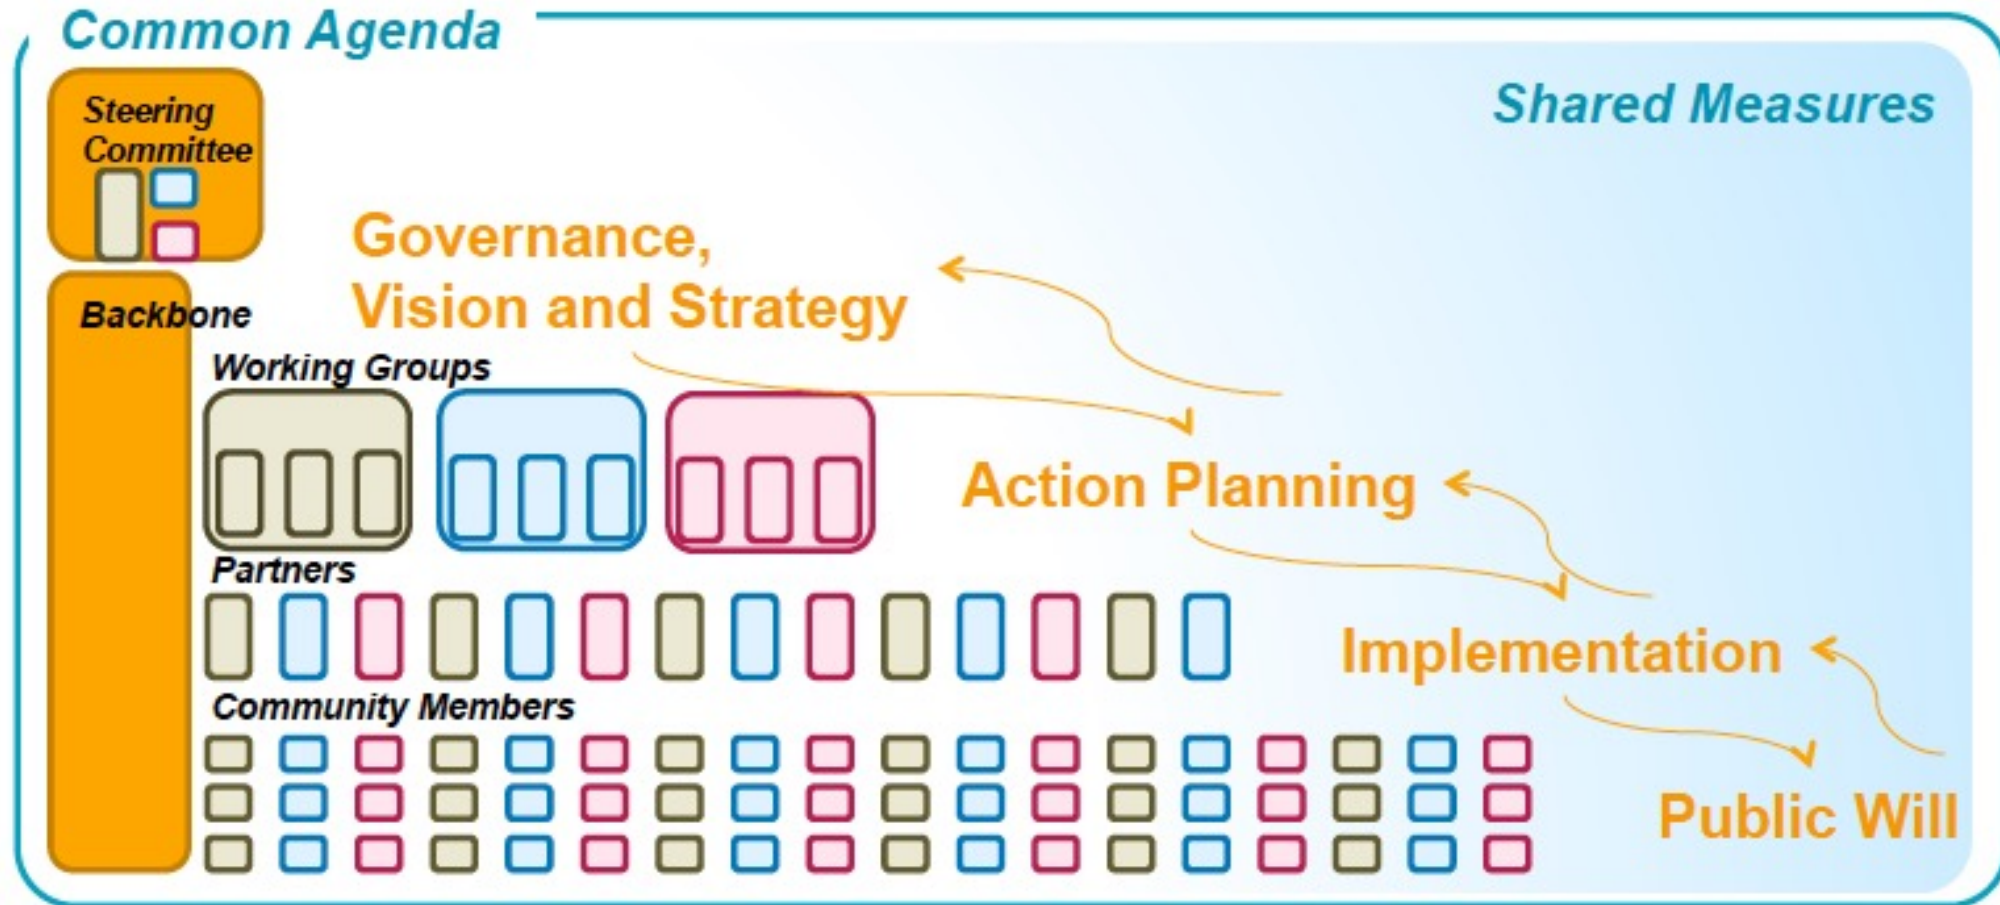 Common Agenda
Shared Measures
Steering
Committee
Governance,
Vision and Strategy
Backbone
Working Groups
Action Planning
Partners
Implementation
Community Members
Public Will